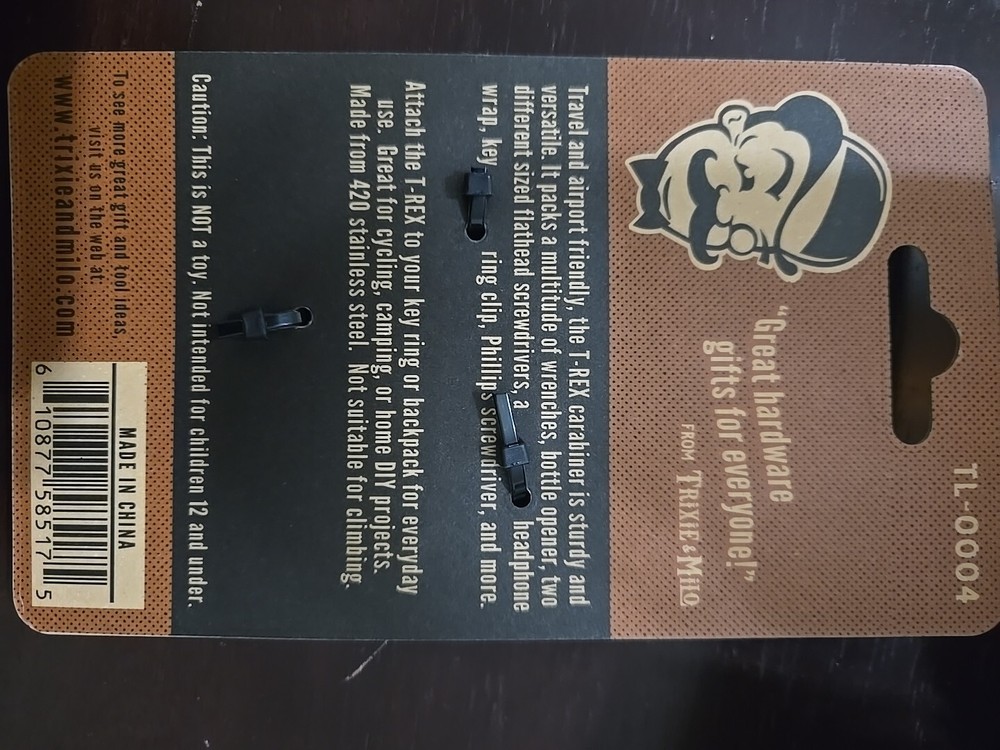 TL-0004
"Great hardware
gifts for everyone!"
FROM TRIXIE & MILO
Travel and airport friendly, the T-REX carabiner is sturdy and
versatile. It packs a multitude of wrenches, bottle opener, two
different sized flathead screwdrivers, a headphone
wrap, key ring clip, Phillips screwdriver, and more.
Attach the T-REX to your key ring or backpack for everyday
use. Great for cycling, camping, or home DIY projects.
Made from 420 stainless steel. Not suitable for climbing.
Caution: This is NOT a toy. Not intended for children 12 and under.
To see more great gift and tool ideas,
visit us on the web at:
www.trixieandmilo.com
MADE IN CHINA
6 10877 58517 5